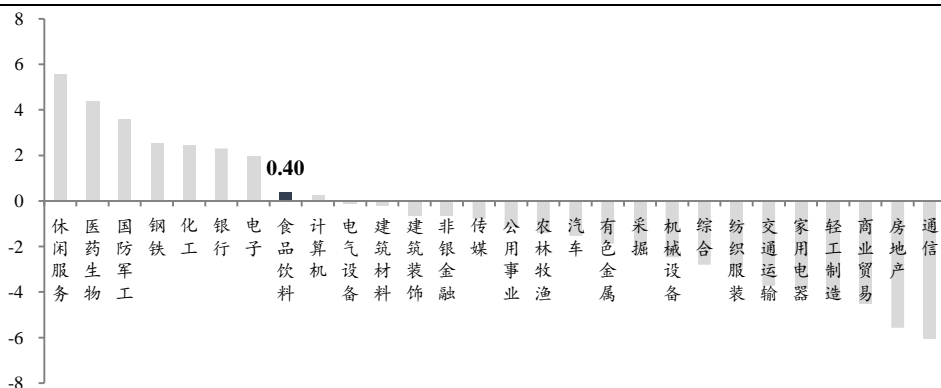 8
6
4
2
0
-2
-4
-6
-8
0.40
休闲服务
医药生物
国防军工
钢铁
化工
银行
电子
食品饮料
计算机
电气设备
建筑材料
建筑装饰
非银金融
传媒
公用事业
农林牧渔
汽车
有色金属
采掘
机械设备
综合
纺织服装
交通运输
家用电器
轻工制造
商业贸易
房地产
通信